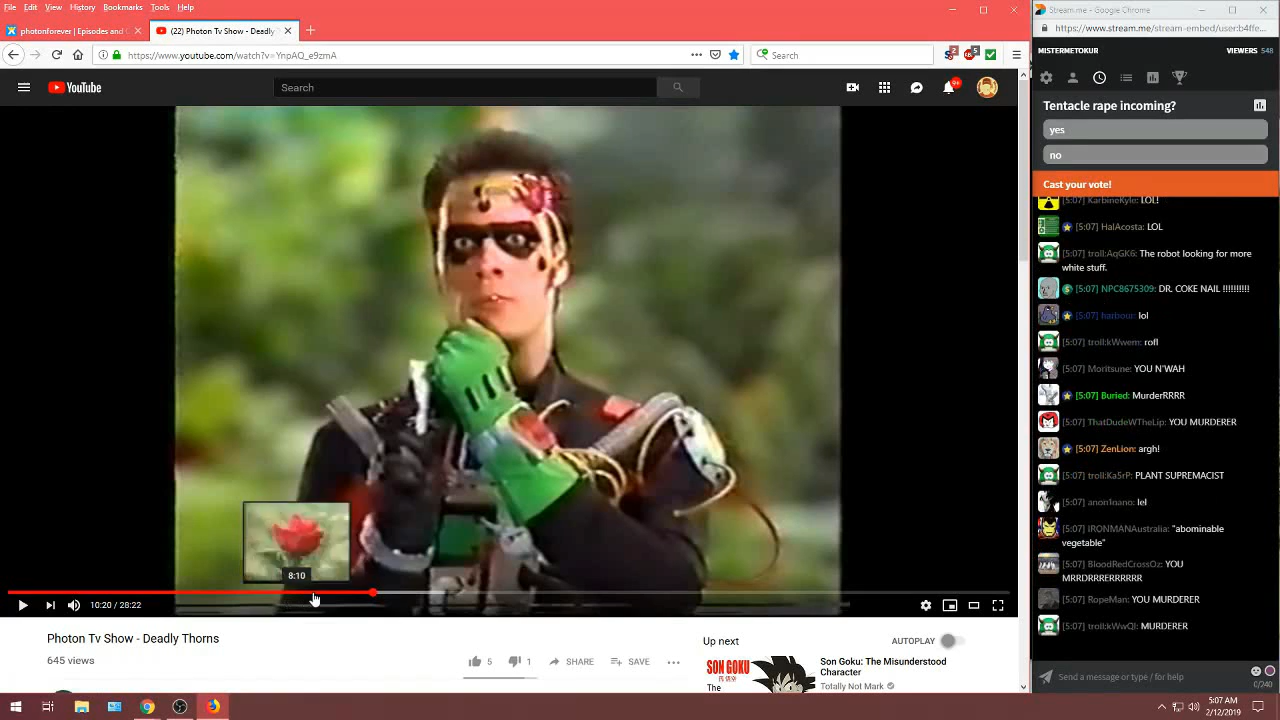 File Edit View History Bookmarks Tools Help
photonforever | Episodes and C
(22) Photon Tv Show - Deadly
https://www.youtube.com/watch?v=YnpAQ_e9zmA
Search
2
5
YouTube
Search
9+
8:10
10:20 / 28:22
Photon Tv Show - Deadly Thorns
645 views
5
1
SHARE
SAVE
Up next
AUTOPLAY
SON GOKU
The
Son Goku: The Misunderstood
Character
Totally Not Mark
Stream.me - Google Chrome
https://www.stream.me/stream-embed/user:b4ffe...
MISTERMETOKUR
VIEWERS 548
Tentacle rape incoming?
yes
no
Cast your vote!
[5:07] KarbineKyle: LOL!
[5:07] HalAcosta: LOL
[5:07] troll:AqGK6: The robot looking for more
white stuff.
[5:07] NPC8675309: DR. COKE NAIL !!!!!!!!!!
[5:07] harbour: lol
[5:07] troll:kWwem: rofl
[5:07] Moritsune: YOU N'WAH
[5:07] Buried: MurderRRRR
[5:07] ThatDudeWTheLip: YOU MURDERER
[5:07] ZenLion: argh!
[5:07] troll:Ka5rP: PLANT SUPREMACIST
[5:07] anon1oano: lel
[5:07] IRONMANAustralia: "abominable
vegetable"
[5:07] BloodRedCrossOz: YOU
MRRDRRRERRRRRR
[5:07] RopeMan: YOU MURDERER
[5:07] troll:kWwQl: MURDERER
Send a message or type / for help
0/240
5:07 AM
2/12/2019